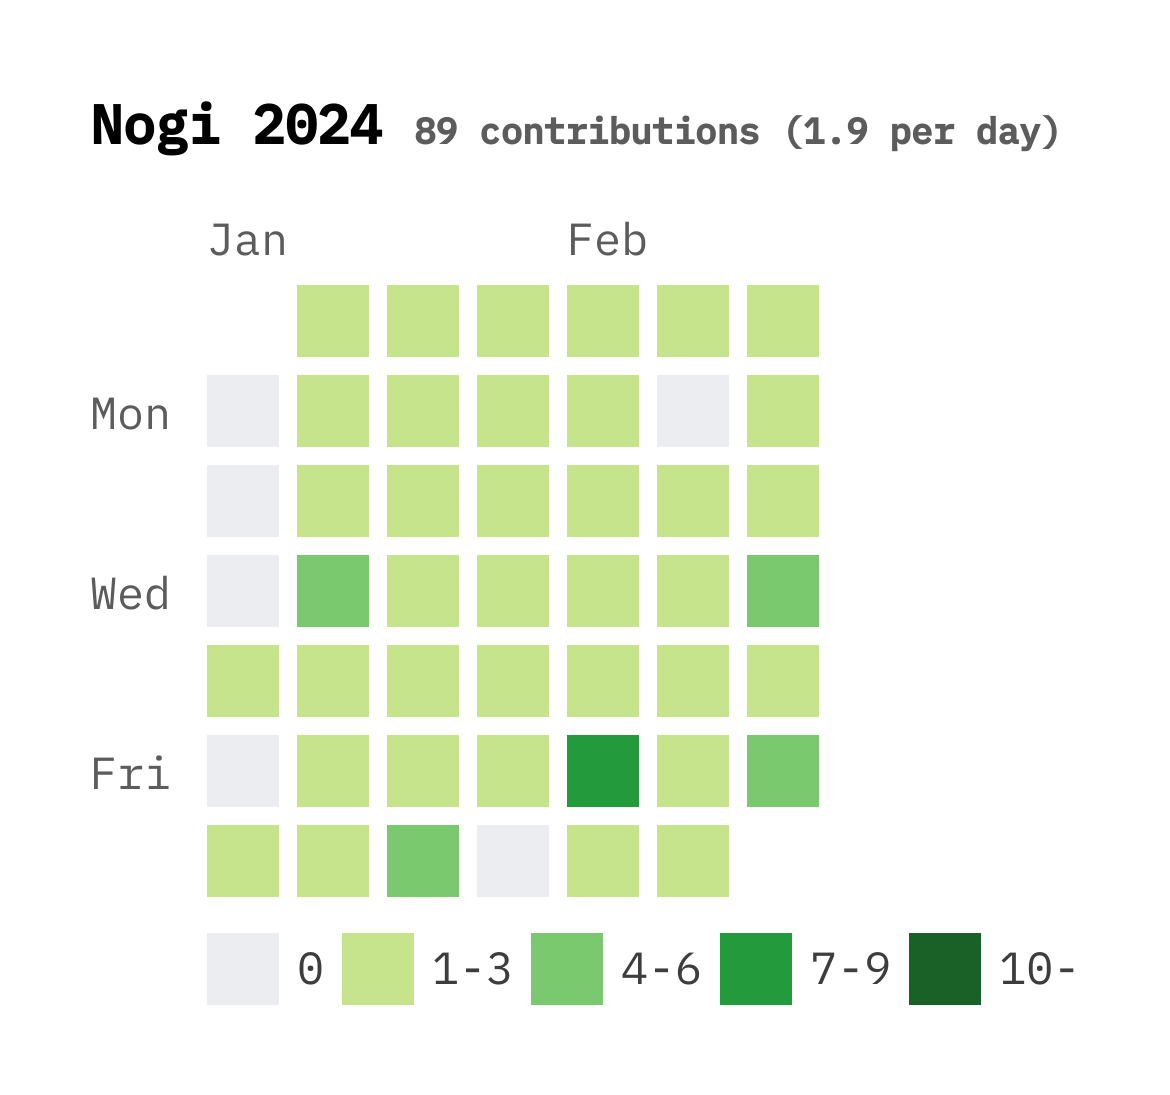 Nogi 2024 89 contributions (1.9 per day)
Jan Feb
Mon
Wed
Fri
0 1-3 4-6 7-9 10-